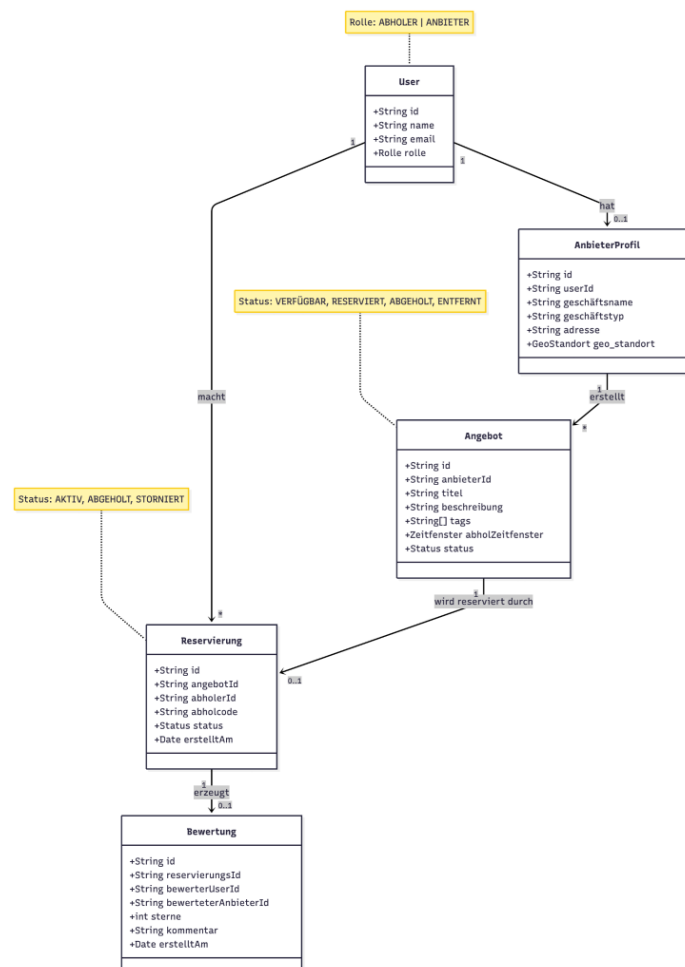 Rolle: ABHOLER | ANBIETER
User
+String id
+String name
+String email
+Rolle rolle
1
1
hat
0..1
AnbieterProfil
+String id
+String userId
+String geschäftsname
+String geschäftstyp
+String adresse
+GeoStandort geo_standort
Status: VERFÜGBAR, RESERVIERT, ABGEHOLT, ENTFERNT
macht
1
erstellt
*
Angebot
+String id
+String anbieterId
+String titel
+String beschreibung
+String[] tags
+Zeitfenster abholZeitfenster
+Status status
Status: AKTIV, ABGEHOLT, STORNIERT
1
wird reserviert durch
*
0..1
Reservierung
+String id
+String angebotId
+String abholerId
+String abholcode
+Status status
+Date erstelltAm
1
erzeugt
0..1
Bewertung
+String id
+String reservierungsId
+String bewerterUserId
+String bewerteterAnbieterId
+int sterne
+String kommentar
+Date erstelltAm